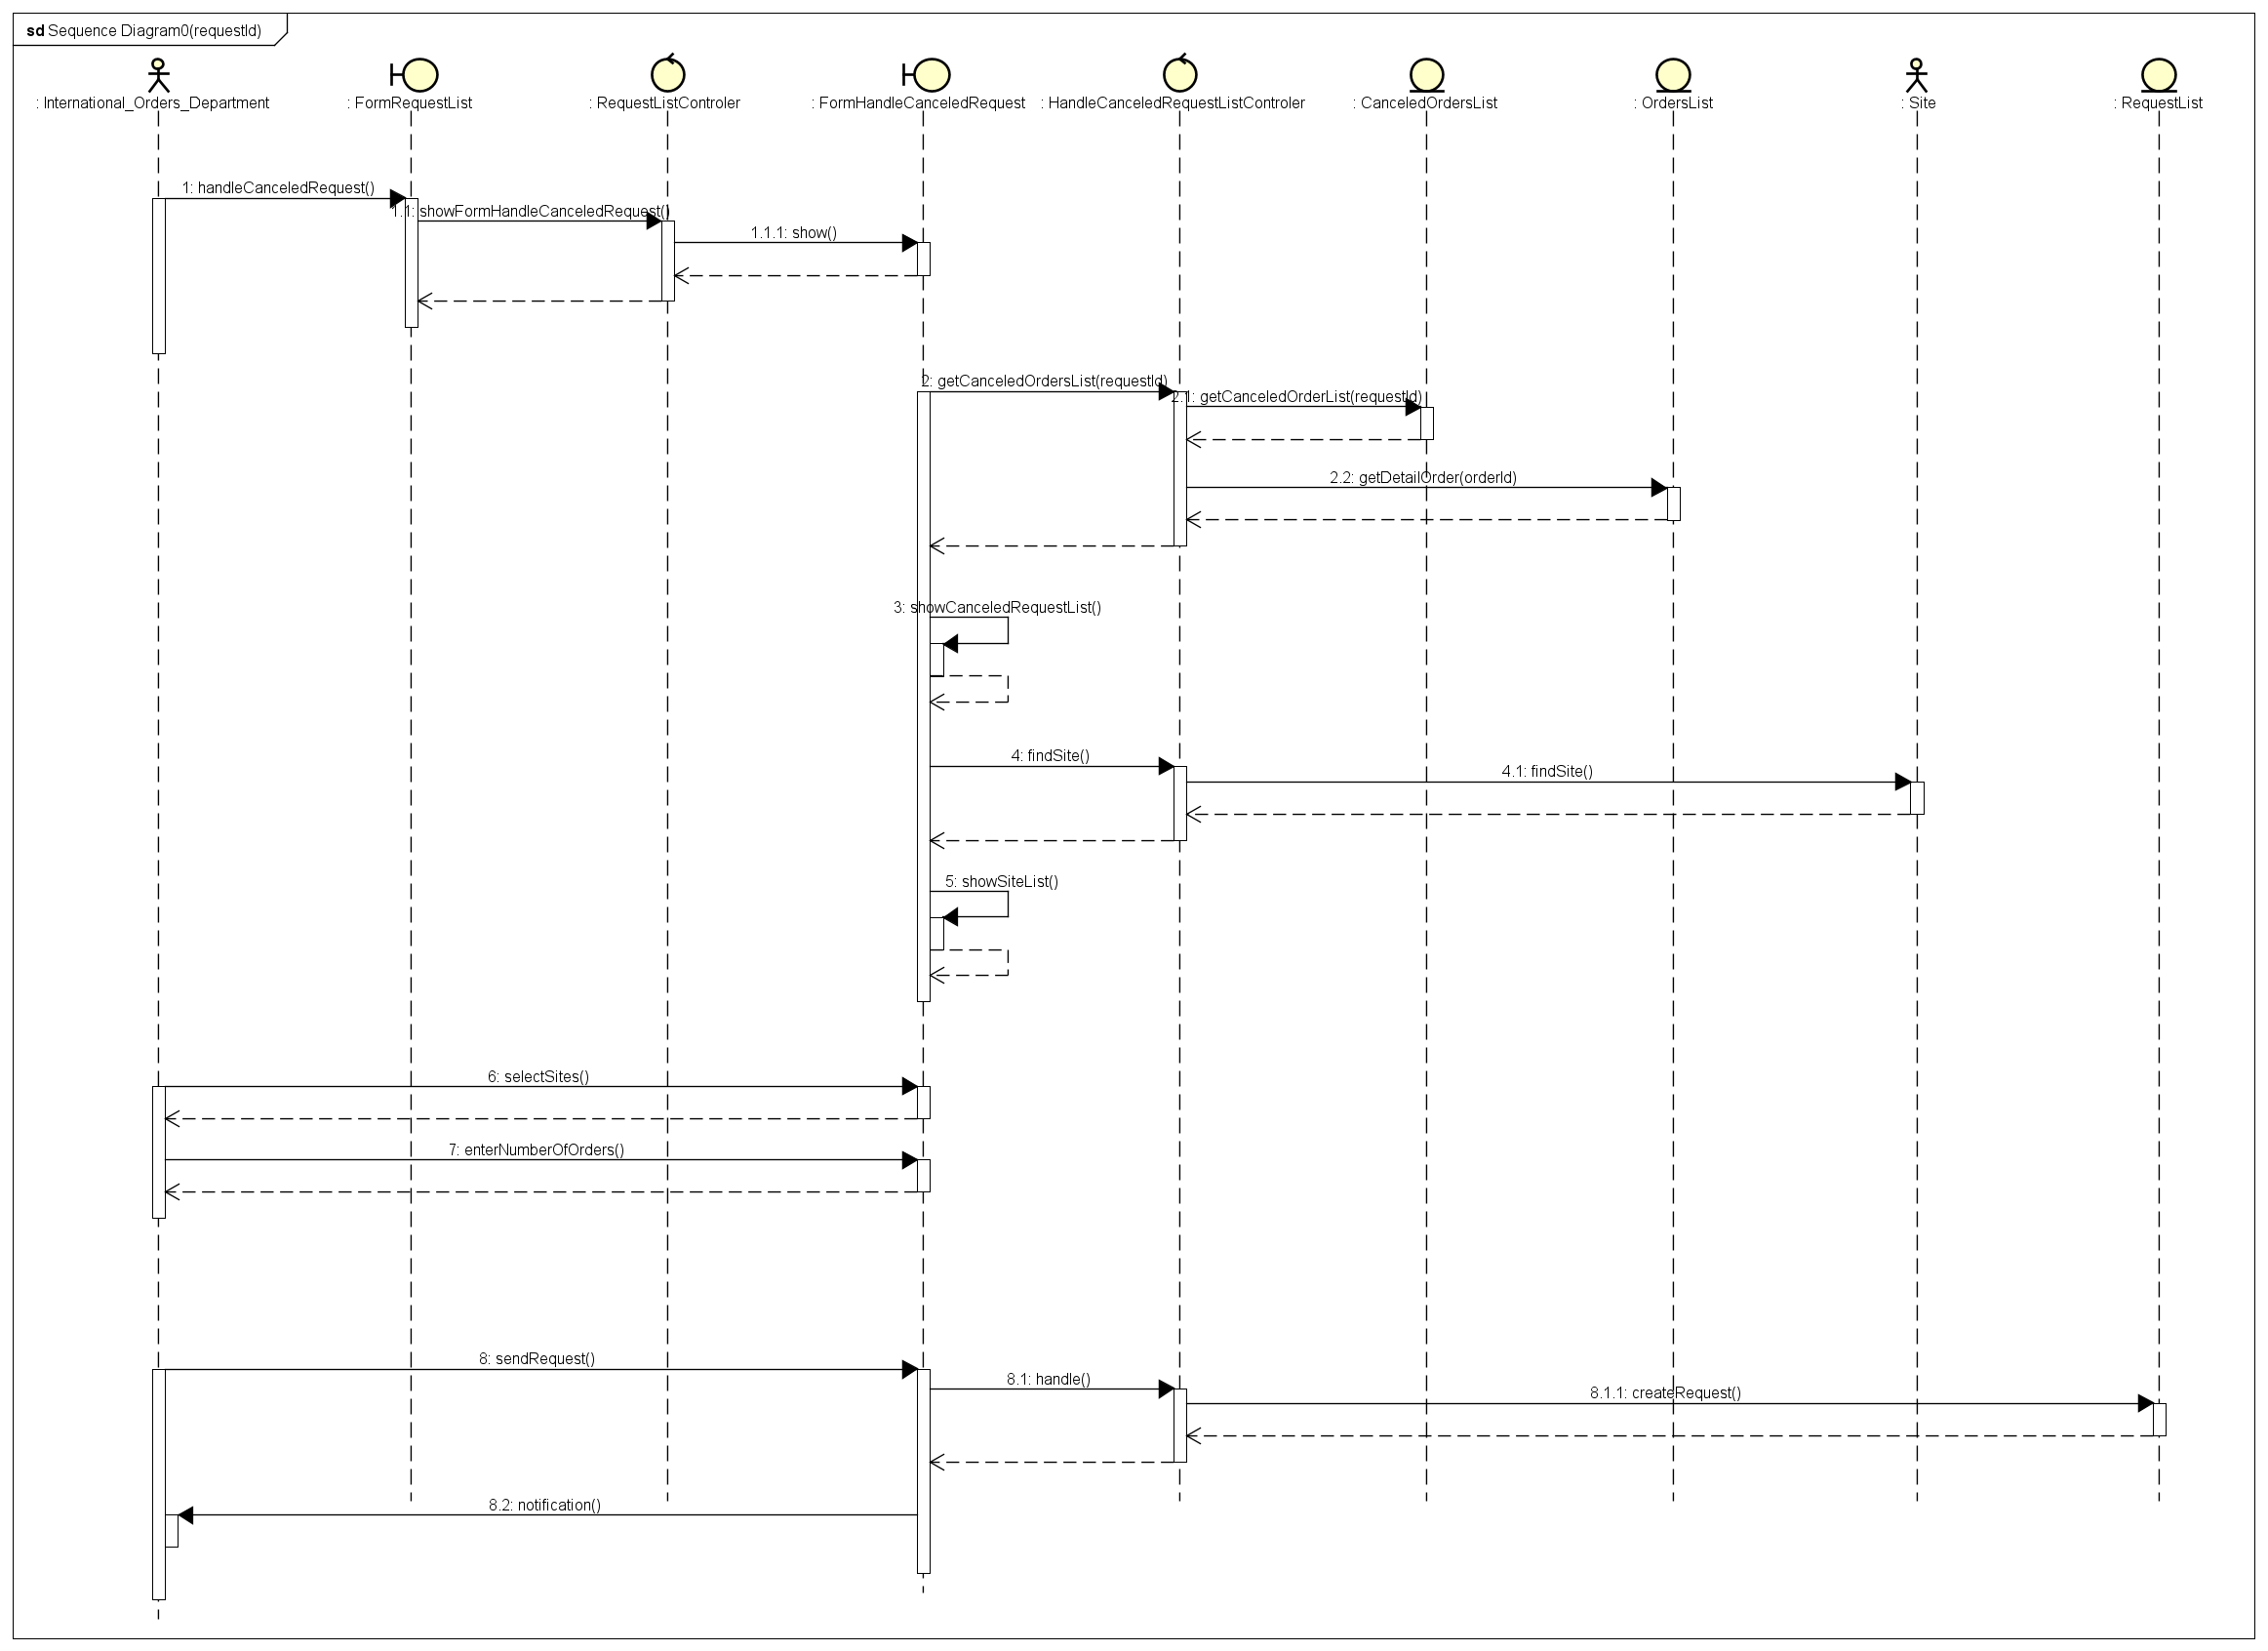 sd Sequence Diagram0(requestId)
: International_Orders_Department
: FormRequestList
: RequestListControler
: FormHandleCanceledRequest
: HandleCanceledRequestListControler
: CanceledOrdersList
: OrdersList
: Site
: RequestList
1: handleCanceledRequest()
1.1: showFormHandleCanceledRequest()
1.1.1: show()
2: getCanceledOrdersList(requestId)
2.1: getCanceledOrderList(requestId)
2.2: getDetailOrder(orderId)
3: showCanceledRequestList()
4: findSite()
4.1: findSite()
5: showSiteList()
6: selectSites()
7: enterNumberOfOrders()
8: sendRequest()
8.1: handle()
8.1.1: createRequest()
8.2: notification()